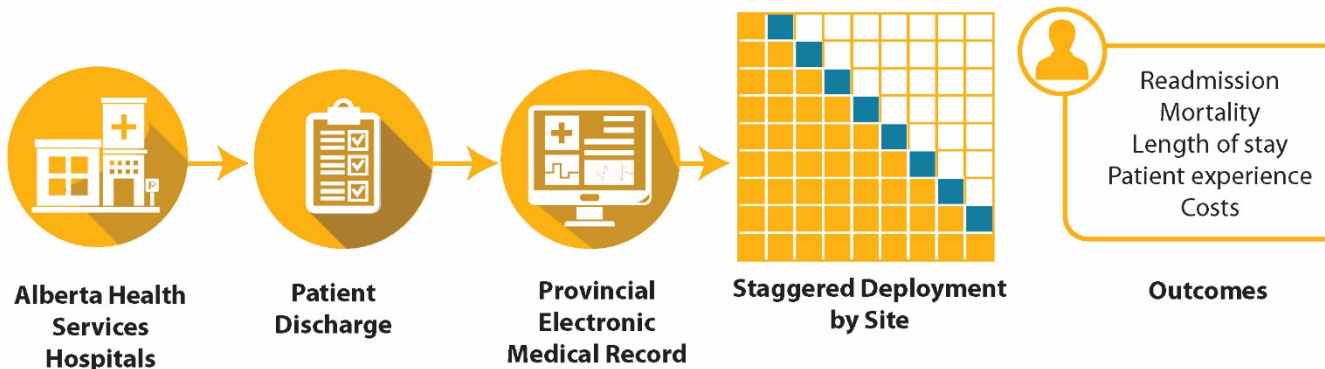 Readmission
Mortality
Length of stay
Patient experience
Costs
P
Alberta Health
Services
Hospitals
Patient
Discharge
Provincial
Electronic
Medical Record
Staggered Deployment
by Site
Outcomes